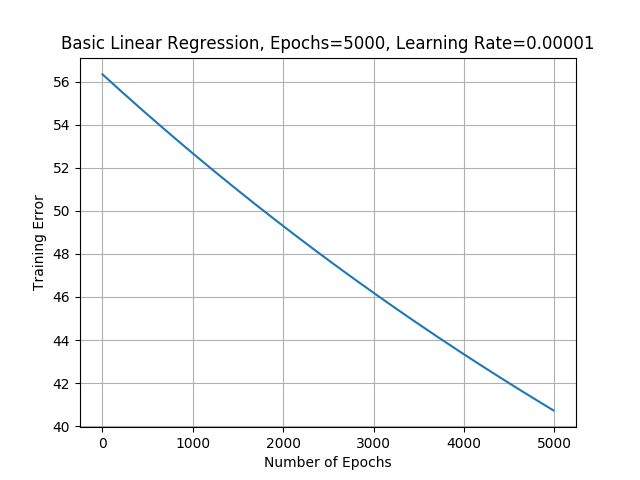 Basic Linear Regression, Epochs=5000, Learning Rate=0.00001
56
54
52
50
48
46
44
42
40
Training Error
0 1000 2000 3000 4000 5000
Number of Epochs